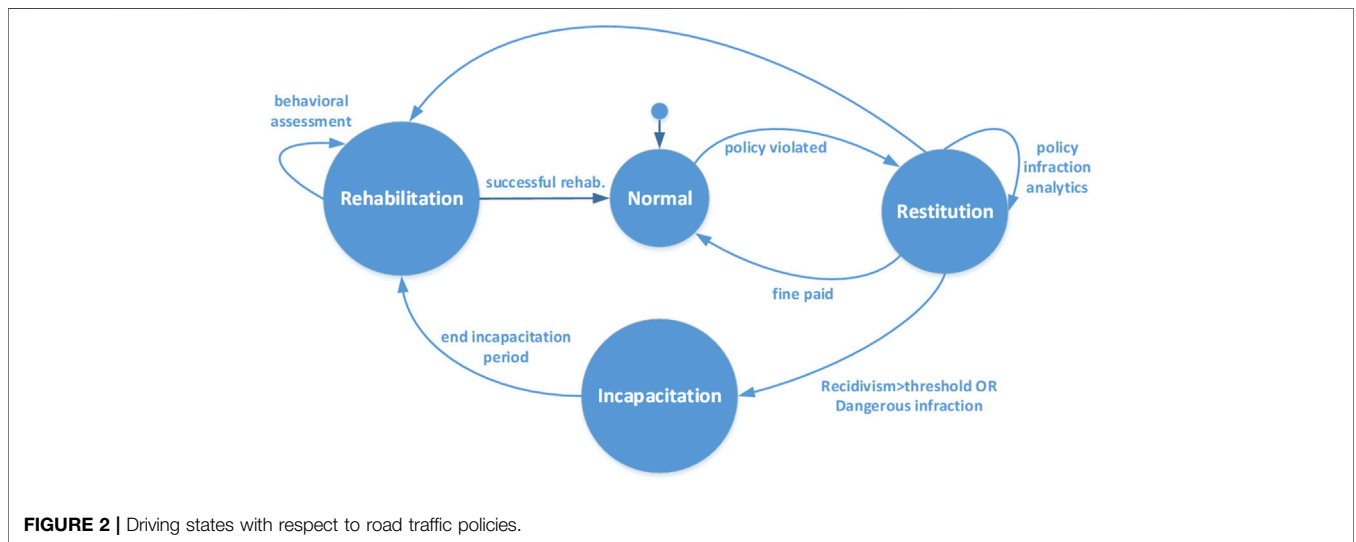 behavioral
assessment
Rehabilitation
successful rehab.
Normal
policy violated
Restitution
policy
infraction
analytics
fine paid
end incapacitation
period
Incapacitation
Recidivism>threshold OR
Dangerous infraction
FIGURE 2 | Driving states with respect to road traffic policies.